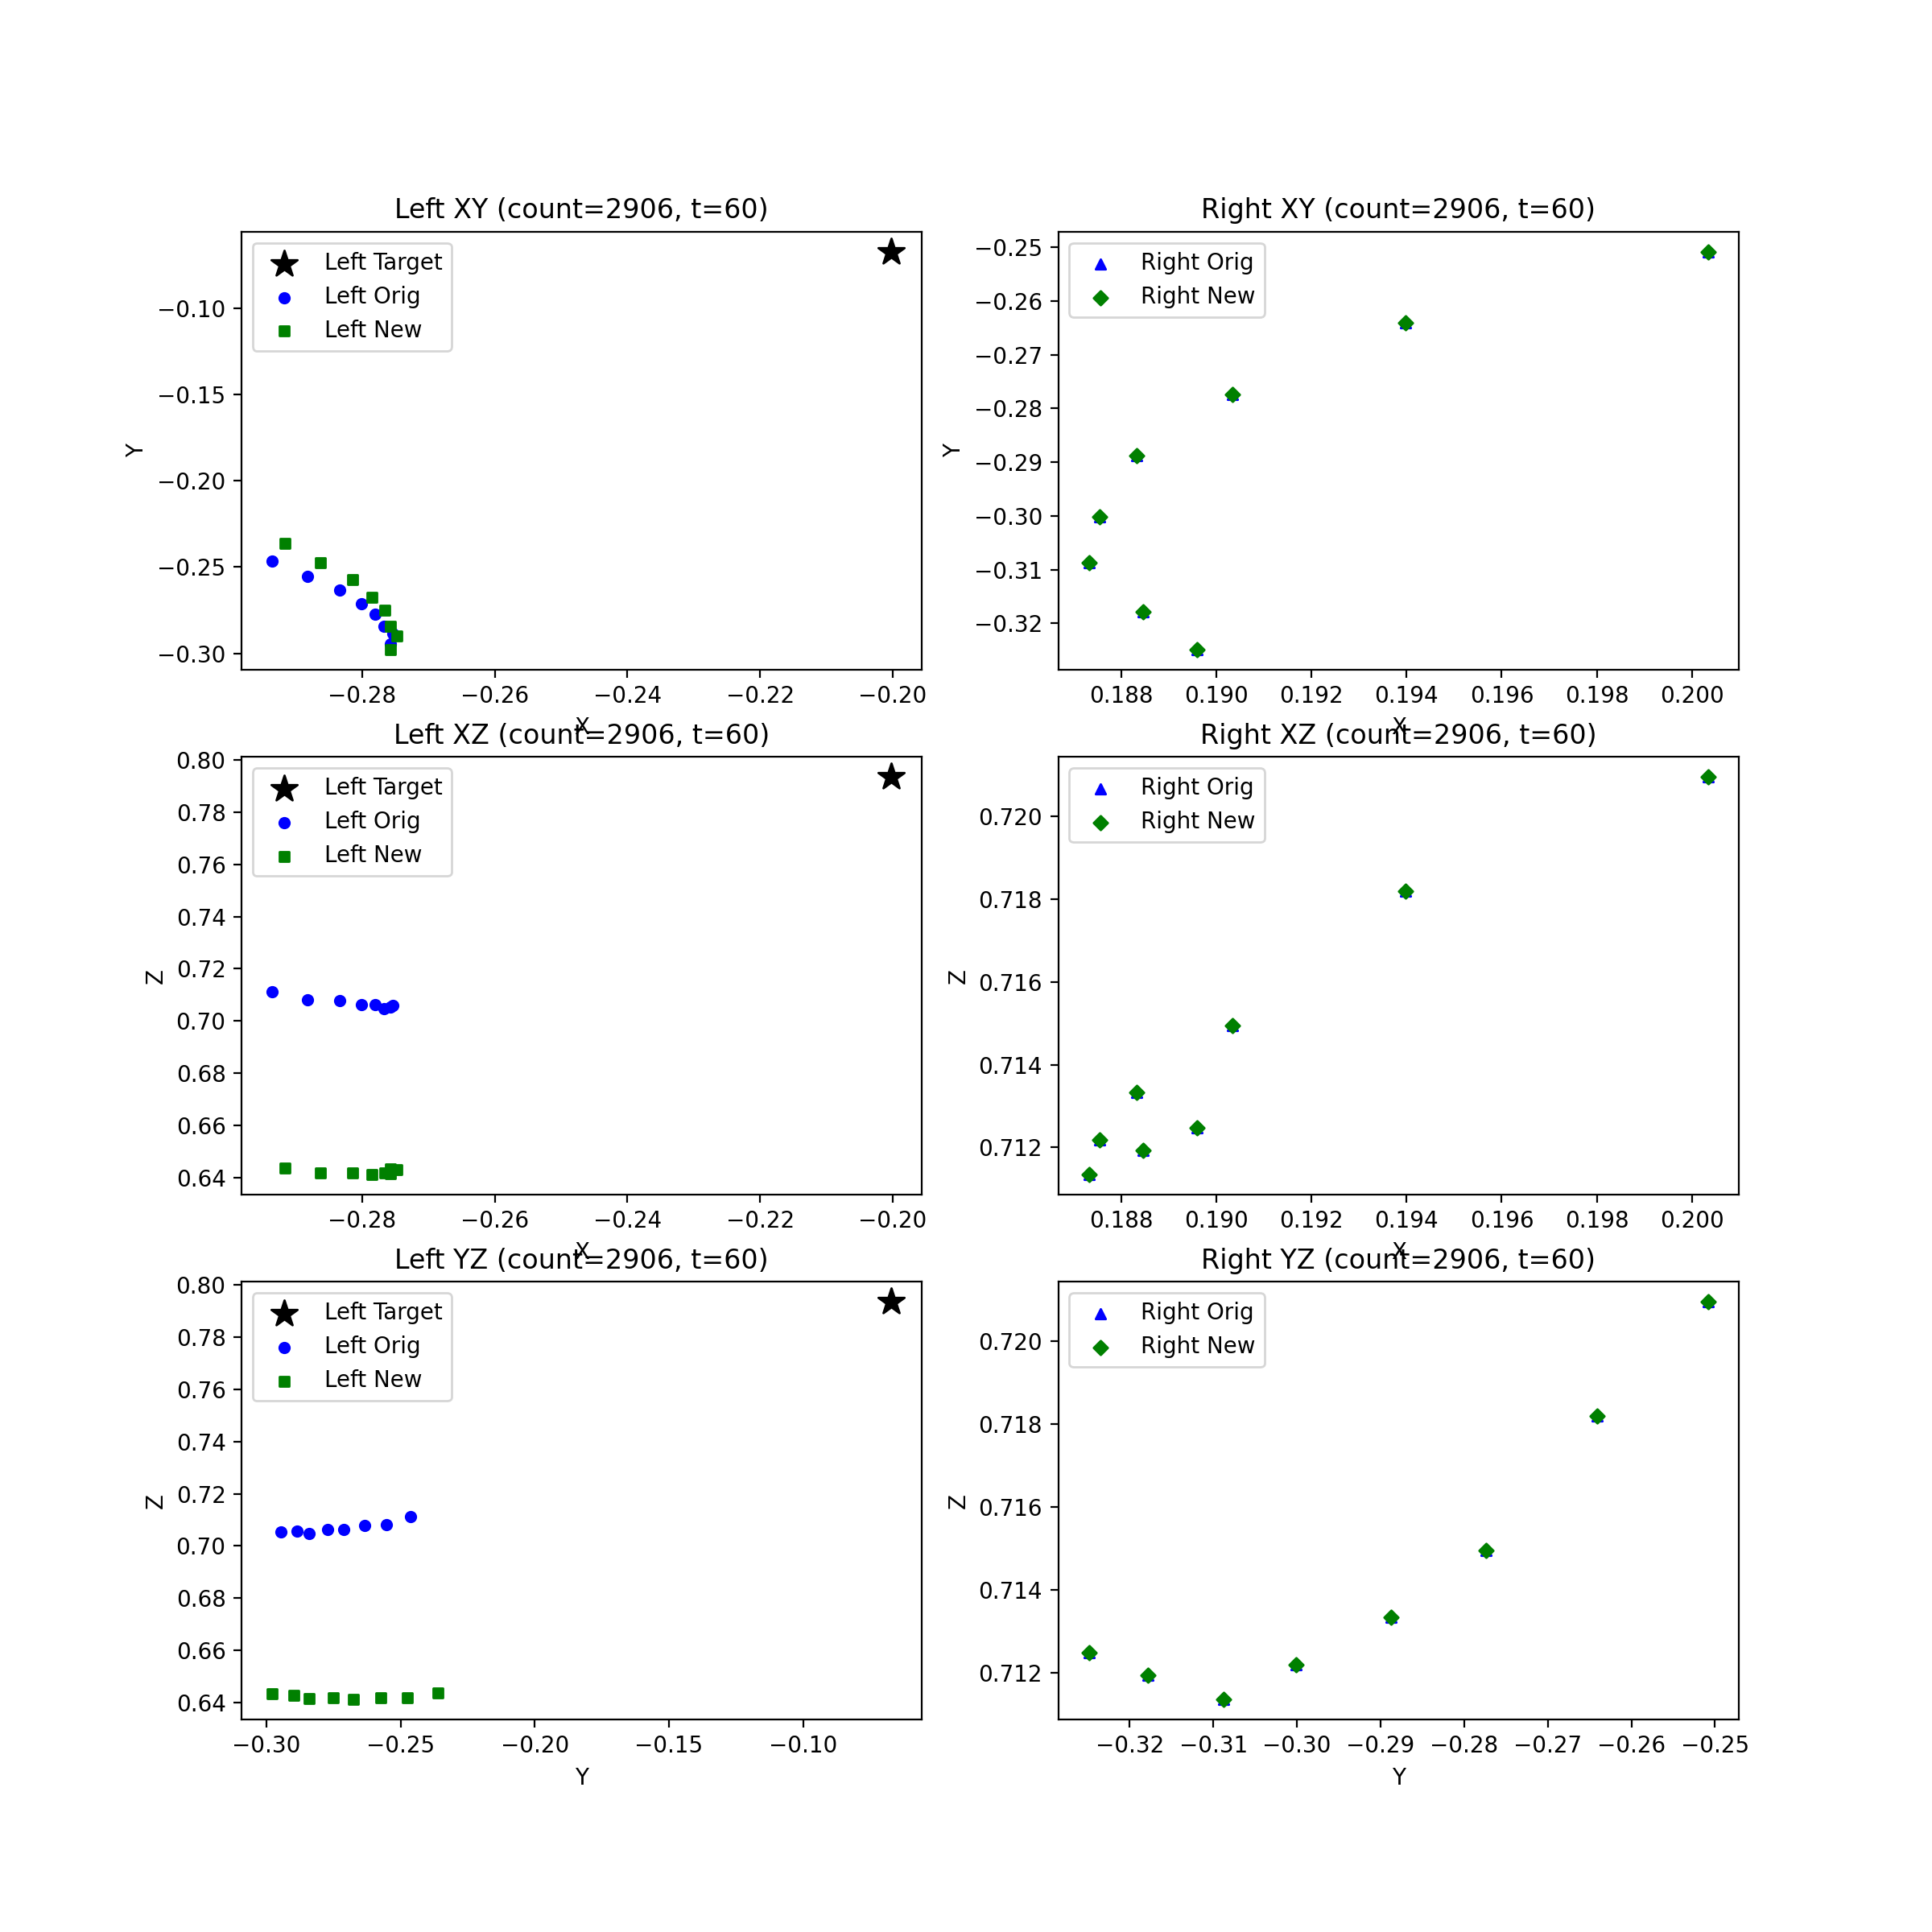 Left XY (count=2906, t=60)
Left Target
Left Orig
Left New
−0.10
−0.15
−0.20
−0.25
−0.30
Y
−0.28 −0.26 −0.24 −0.22 −0.20
X
Right XY (count=2906, t=60)
Right Orig
Right New
−0.25
−0.26
−0.27
−0.28
−0.29
−0.30
−0.31
−0.32
Y
0.188 0.190 0.192 0.194 0.196 0.198 0.200
X
Left XZ (count=2906, t=60)
Left Target
Left Orig
Left New
0.80
0.78
0.76
0.74
0.72
0.70
0.68
0.66
0.64
Z
−0.28 −0.26 −0.24 −0.22 −0.20
X
Right XZ (count=2906, t=60)
Right Orig
Right New
0.720
0.718
0.716
0.714
0.712
Z
0.188 0.190 0.192 0.194 0.196 0.198 0.200
X
Left YZ (count=2906, t=60)
Left Target
Left Orig
Left New
0.80
0.78
0.76
0.74
0.72
0.70
0.68
0.66
0.64
Z
−0.30 −0.25 −0.20 −0.15 −0.10
Y
Right YZ (count=2906, t=60)
Right Orig
Right New
0.720
0.718
0.716
0.714
0.712
Z
−0.32 −0.31 −0.30 −0.29 −0.28 −0.27 −0.26 −0.25
Y